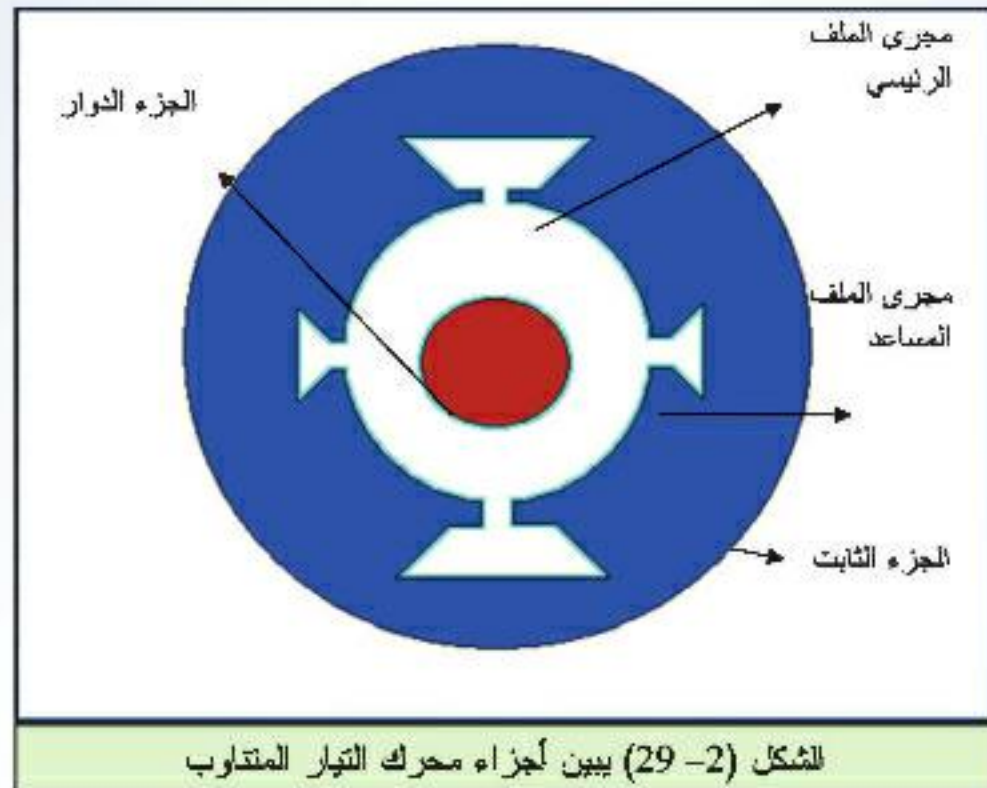 مجرى الملف
الرئيسي
الجزء الدوار
مجرى الملف
المساعد
الجزء الثابت
الشكل (2– 29) يبين أجزاء محرك التيار المتناوب